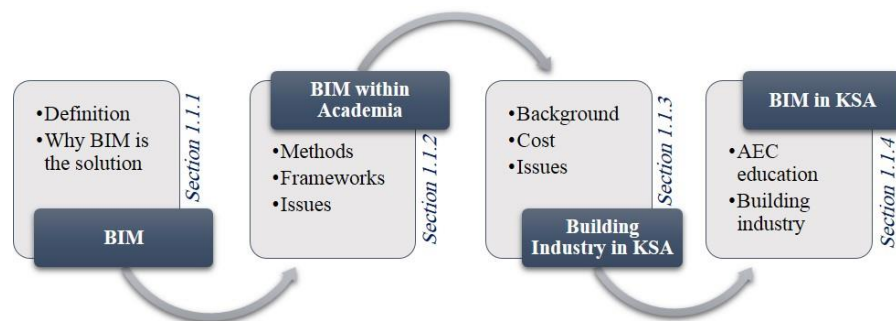 •Definition
•Why BIM is
the solution
BIM
Section 1.1.1
BIM within
Academia
•Methods
•Frameworks
•Issues
Section 1.1.2
•Background
•Cost
•Issues
Building
Industry in KSA
Section 1.1.3
BIM in KSA
•AEC
education
•Building
industry
Section 1.1.4